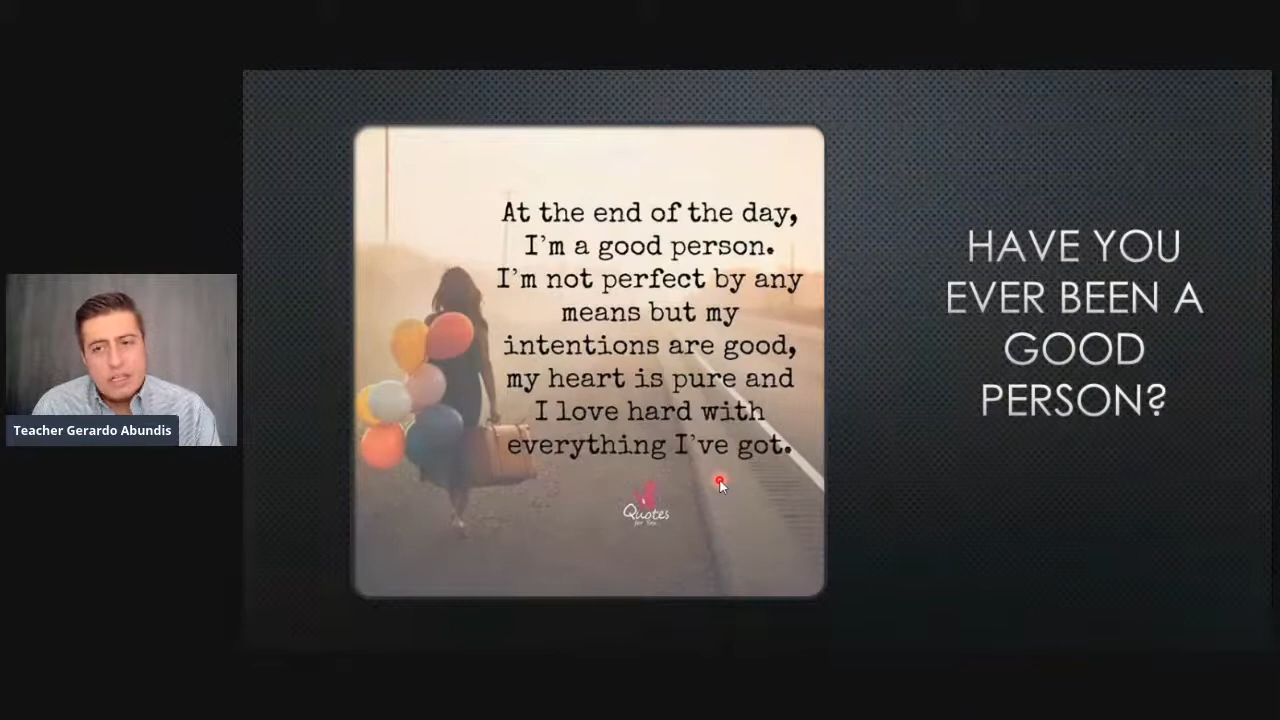 At the end of the day,
I'm a good person.
I'm not perfect by any
means but my
intentions are good,
my heart is pure and
I love hard with
everything I've got.
Quotes
for You
HAVE YOU
EVER BEEN A
GOOD
PERSON?
Teacher Gerardo Abundis